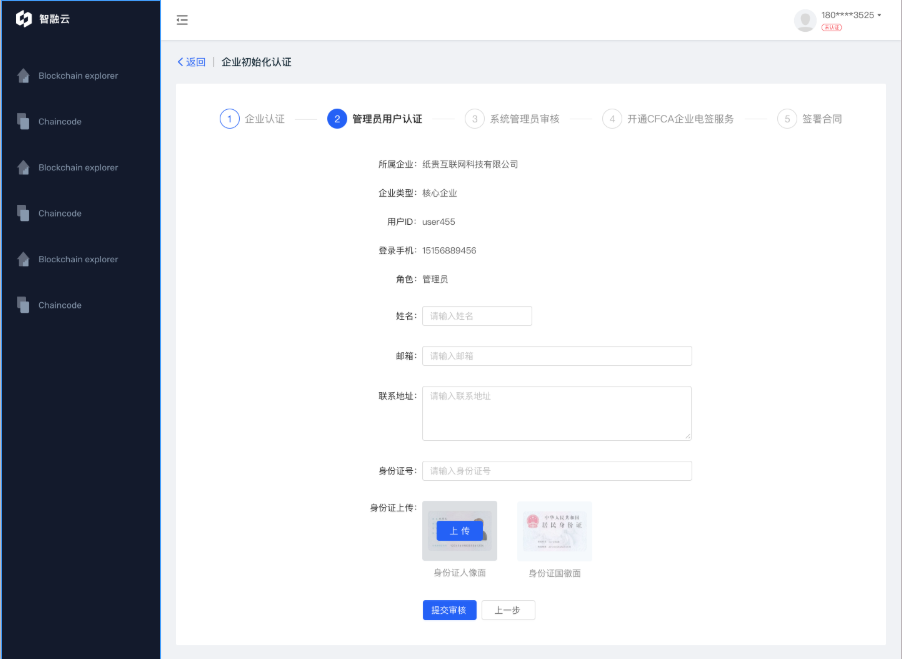 智融云
180****3525
未认证
Blockchain explorer
Chaincode
Blockchain explorer
Chaincode
Blockchain explorer
Chaincode
返回 | 企业初始化认证
1 企业认证
2 管理员用户认证
3 系统管理员审核
4 开通CFCA企业电签服务
5 签署合同
所属企业: 纸贵互联网科技有限公司
企业类型: 核心企业
用户ID: user455
登录手机: 15156889456
角色: 管理员
姓名: 请输入姓名
邮箱: 请输入邮箱
联系地址: 请输入联系地址
身份证号: 请输入身份证号
身份证上传:
上 传
中华人民共和国
居民身份证
身份证人像面
身份证国徽面
提交审核
上一步